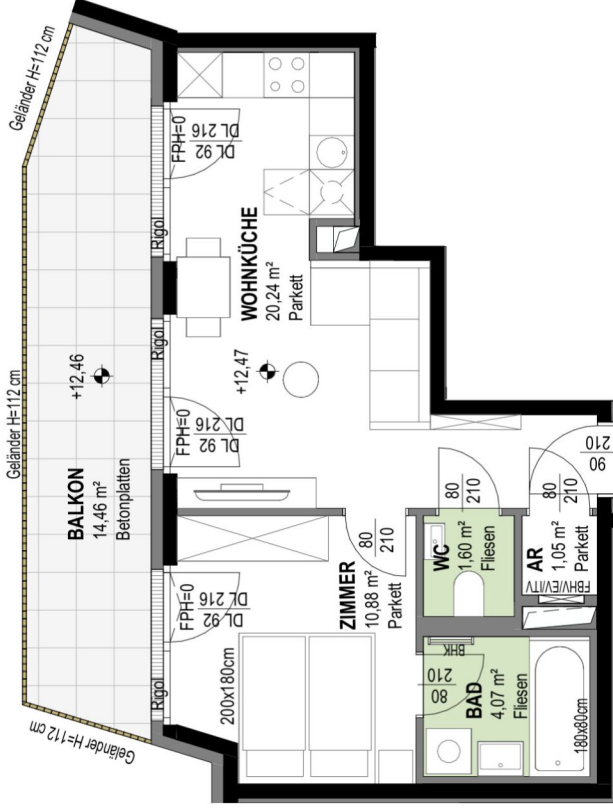 Geländer H=112 cm
Geländer H=112 cm
Geländer H=112 cm
BALKON
14,46 m²
Betonplatten
+12,46
Rigol
Rigol
Rigol
FPH=0
DL 92
DL 216
FPH=0
DL 92
DL 216
FPH=0
DL 92
DL 216
WOHNKÜCHE
20,24 m²
Parkett
+12,47
ZIMMER
10,88 m²
Parkett
80
210
200x180cm
WC
1,60 m²
Fliesen
80
210
AR
1,05 m²
Parkett
FBHV/EV/ITV
80
210
90
210
BAD
4,07 m²
Fliesen
BHK
80
210
180x80cm